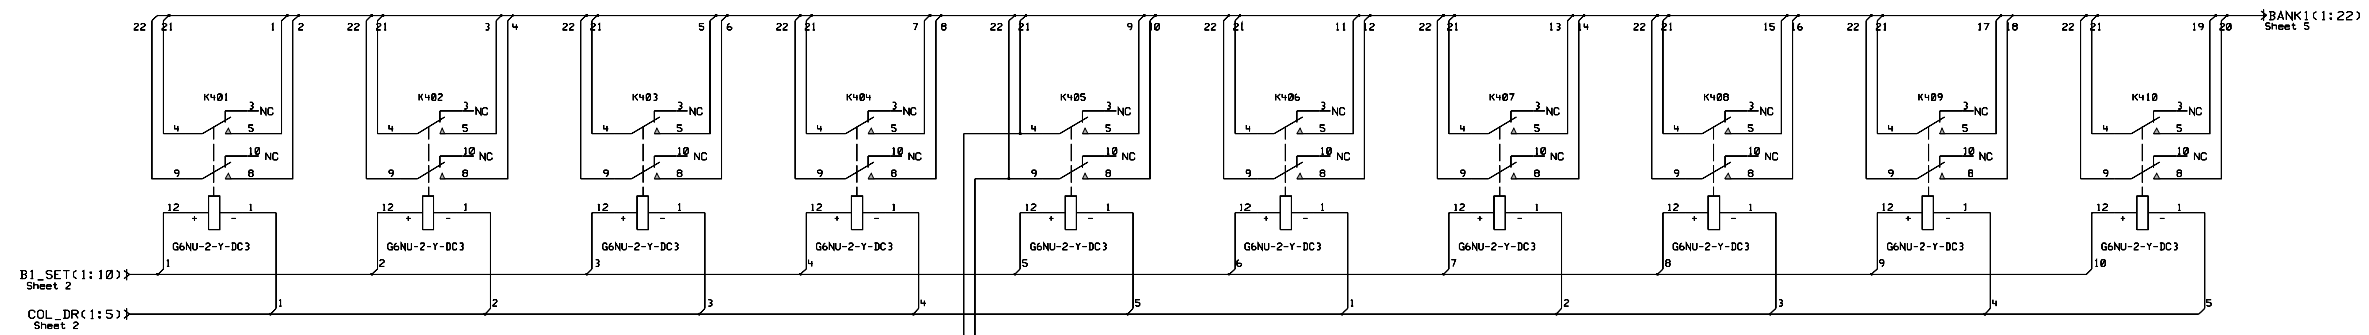 BANK1(1:22)
22 21 1 2 22 21 3 4 22 21 5 6 22 21 7 8 22 21 9 10 22 21 11 12 22 21 13 14 22 21 15 16 22 21 17 18 22 21 19 20
Sheet 5
K401 K402 K403 K404 K405 K406 K407 K408 K409 K410
3 NC 3 NC 3 NC 3 NC 3 NC 3 NC 3 NC 3 NC 3 NC 3 NC
4 5 4 5 4 5 4 5 4 5 4 5 4 5 4 5 4 5 4 5
10 NC 10 NC 10 NC 10 NC 10 NC 10 NC 10 NC 10 NC 10 NC 10 NC
9 8 9 8 9 8 9 8 9 8 9 8 9 8 9 8 9 8 9 8
12 1 12 1 12 1 12 1 12 1 12 1 12 1 12 1 12 1 12 1
+ - + - + - + - + - + - + - + - + - + -
G6NU-2-Y-DC3 G6NU-2-Y-DC3 G6NU-2-Y-DC3 G6NU-2-Y-DC3 G6NU-2-Y-DC3 G6NU-2-Y-DC3 G6NU-2-Y-DC3 G6NU-2-Y-DC3 G6NU-2-Y-DC3 G6NU-2-Y-DC3
1 2 3 4 5 6 7 8 9 10
B1_SET(1:10)
Sheet 2
1 2 3 4 5 1 2 3 4 5
COL_DR(1:5)
Sheet 2